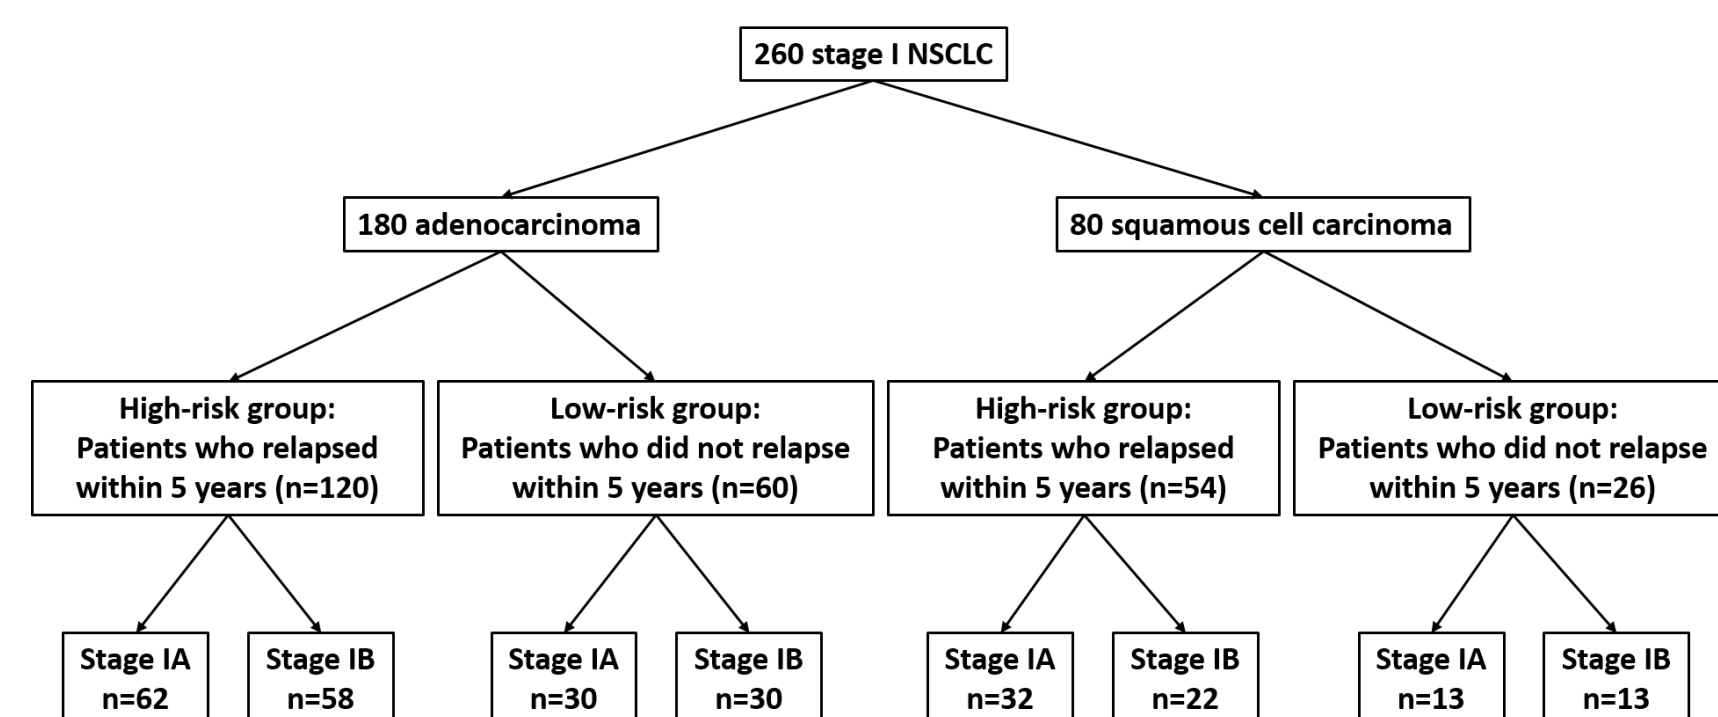 260 stage I NSCLC
180 adenocarcinoma
80 squamous cell carcinoma
High-risk group:
Patients who relapsed
within 5 years (n=120)
Low-risk group:
Patients who did not relapse
within 5 years (n=60)
High-risk group:
Patients who relapsed
within 5 years (n=54)
Low-risk group:
Patients who did not relapse
within 5 years (n=26)
Stage IA
n=62
Stage IB
n=58
Stage IA
n=30
Stage IB
n=30
Stage IA
n=32
Stage IB
n=22
Stage IA
n=13
Stage IB
n=13